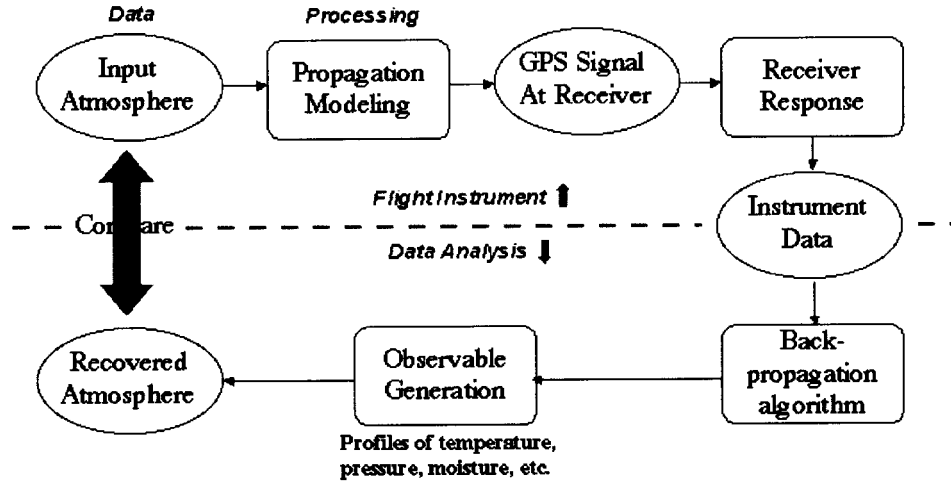 Data
Processing
Input
Atmosphere
Propagation
Modeling
GPS Signal
At Receiver
Receiver
Response
Flight Instrument
Compare
Instrument
Data
Data Analysis
Recovered
Atmosphere
Observable
Generation
Back-
propagation
algorithm
Profiles of temperature,
pressure, moisture, etc.